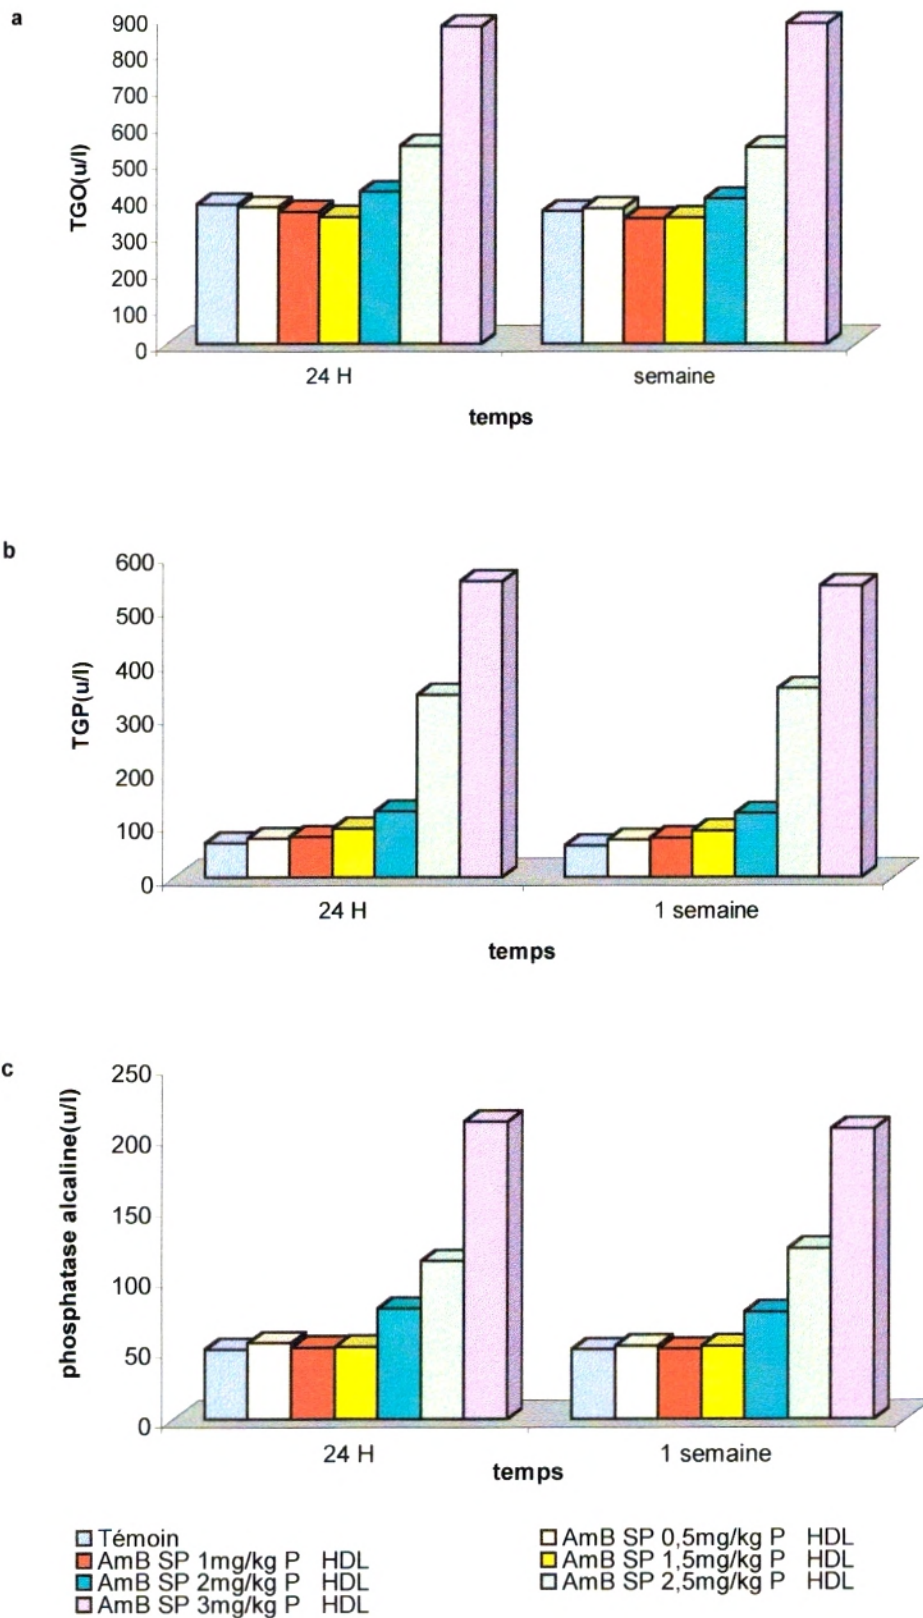 a
900
800
700
600
500
400
300
200
100
0
TGO(u/l)
24 H
semaine
temps
b
600
500
400
300
200
100
0
TGP(u/l)
24 H
1 semaine
temps
c
250
200
150
100
50
0
phosphatase alcaline(u/l)
24 H
1 semaine
temps
Témoin
AmB SP 0,5mg/kg P HDL
AmB SP 1mg/kg P HDL
AmB SP 1,5mg/kg P HDL
AmB SP 2mg/kg P HDL
AmB SP 2,5mg/kg P HDL
AmB SP 3mg/kg P HDL